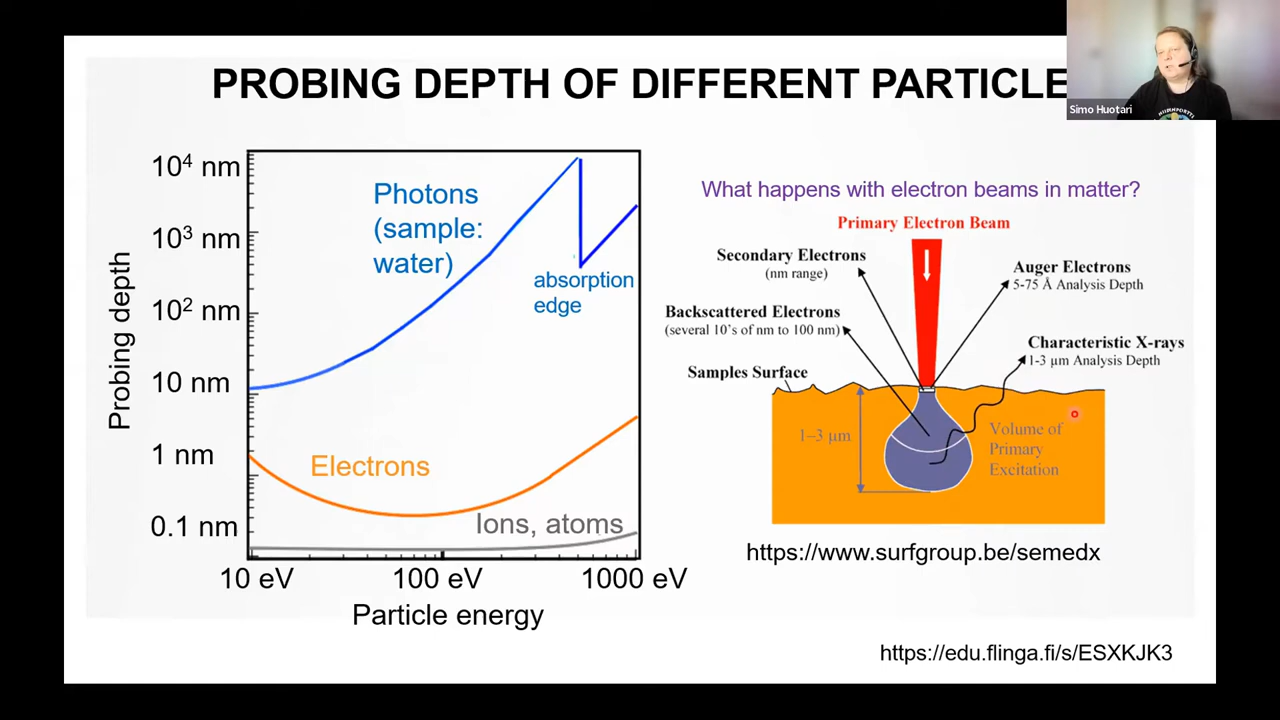 PROBING DEPTH OF DIFFERENT PARTICLE
Simo Huotari
10⁴ nm
10³ nm
10² nm
10 nm
1 nm
0.1 nm
Probing depth
Photons
(sample:
water)
absorption
edge
Electrons
Ions, atoms
10 eV
100 eV
1000 eV
Particle energy
What happens with electron beams in matter?
Primary Electron Beam
Secondary Electrons
(nm range)
Auger Electrons
5-75 Å Analysis Depth
Backscattered Electrons
(several 10's of nm to 100 nm)
Characteristic X-rays
1-3 µm Analysis Depth
Samples Surface
1–3 µm
Volume of
Primary
Excitation
https://www.surfgroup.be/semedx
https://edu.flinga.fi/s/ESXKJK3